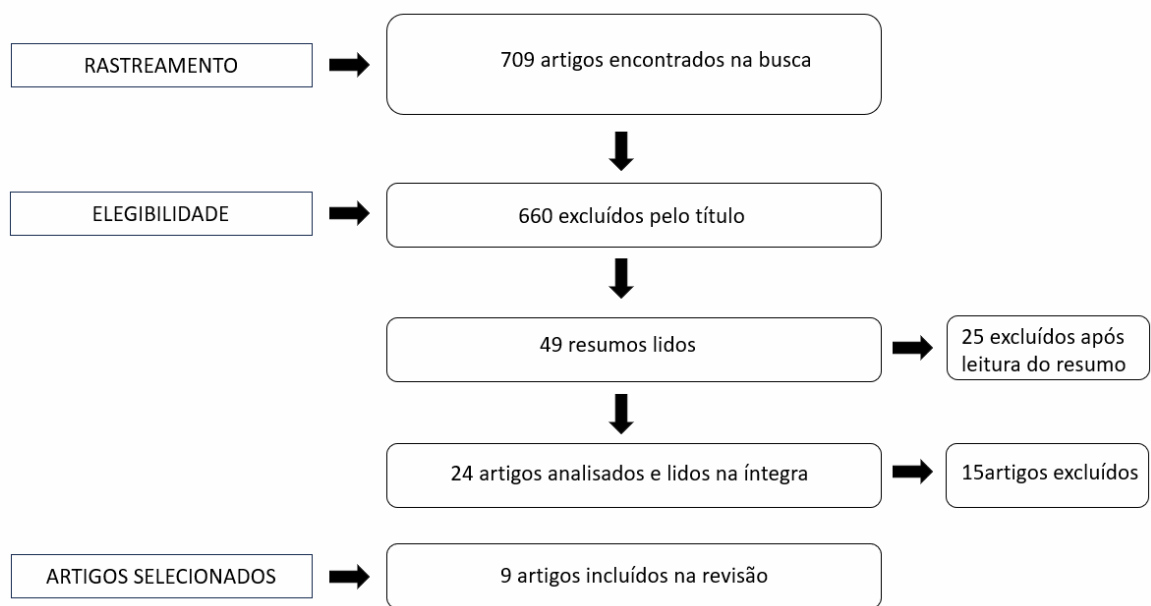 RASTREAMENTO
709 artigos encontrados na busca
ELEGIBILIDADE
660 excluídos pelo título
49 resumos lidos
25 excluídos após
leitura do resumo
24 artigos analisados e lidos na íntegra
15artigos excluídos
ARTIGOS SELECIONADOS
9 artigos incluídos na revisão